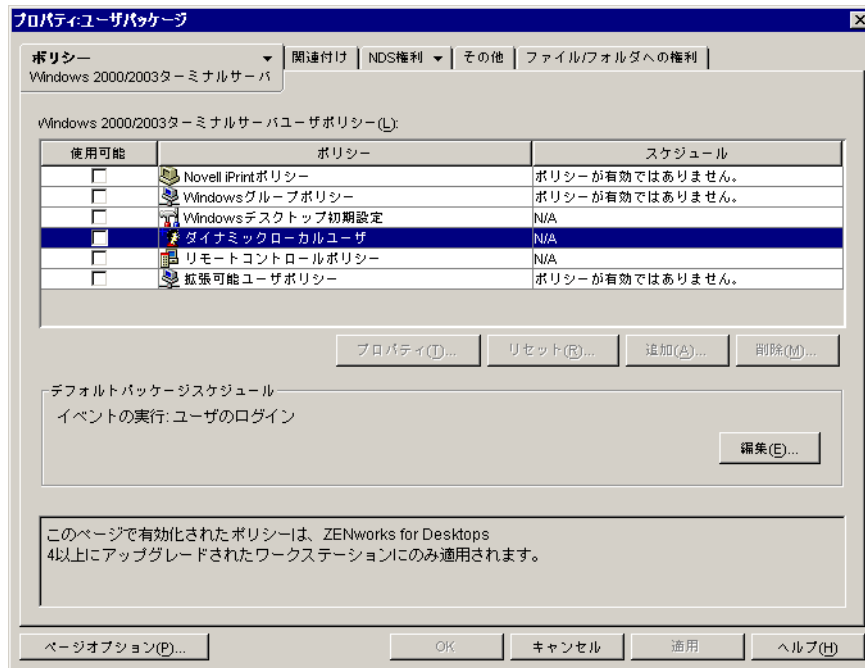 プロパティ:ユーザパッケージ
ポリシー 関連付け NDS権利 その他 ファイル/フォルダへの権利
Windows 2000/2003ターミナルサーバ
Windows 2000/2003ターミナルサーバユーザポリシー(L):
使用可能 ポリシー スケジュール
Novell iPrintポリシー ポリシーが有効ではありません。
Windowsグループポリシー ポリシーが有効ではありません。
Windowsデスクトップ初期設定 N/A
ダイナミックローカルユーザ N/A
リモートコントロールポリシー N/A
拡張可能ユーザポリシー ポリシーが有効ではありません。
プロパティ(T)... リセット(R)... 追加(A)... 削除(M)...
デフォルトパッケージスケジュール
イベントの実行: ユーザのログイン
編集(E)...
このページで有効化されたポリシーは、ZENworks for Desktops
4以上にアップグレードされたワークステーションにのみ適用されます。
ページオプション(P)... OK キャンセル 適用 ヘルプ(H)